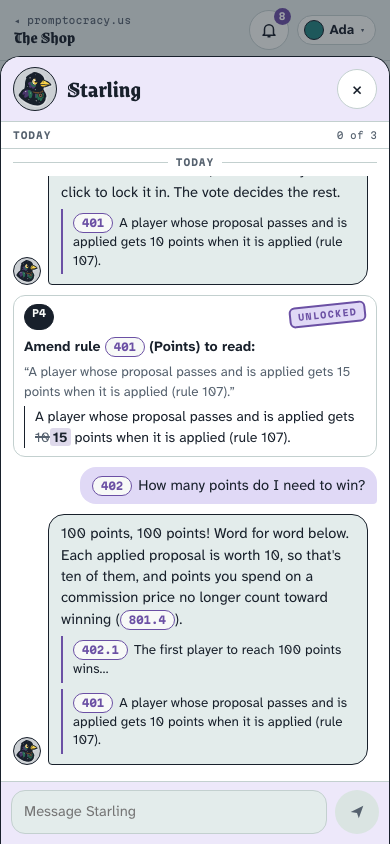 ◂ promptocracy.us
The Shop
8
Ada
Starling
×
TODAY
0 of 3
TODAY
click to lock it in. The vote decides the rest.
401 A player whose proposal passes and is
applied gets 10 points when it is applied (rule
107).
P4
UNLOCKED
Amend rule 401 (Points) to read:
“A player whose proposal passes and is applied gets 15
points when it is applied (rule 107).”
A player whose proposal passes and is applied gets
10 15 points when it is applied (rule 107).
402 How many points do I need to win?
100 points, 100 points! Word for word below.
Each applied proposal is worth 10, so that's
ten of them, and points you spend on a
commission price no longer count toward
winning (801.4).
402.1 The first player to reach 100 points
wins…
401 A player whose proposal passes and is
applied gets 10 points when it is applied (rule
107).
Message Starling